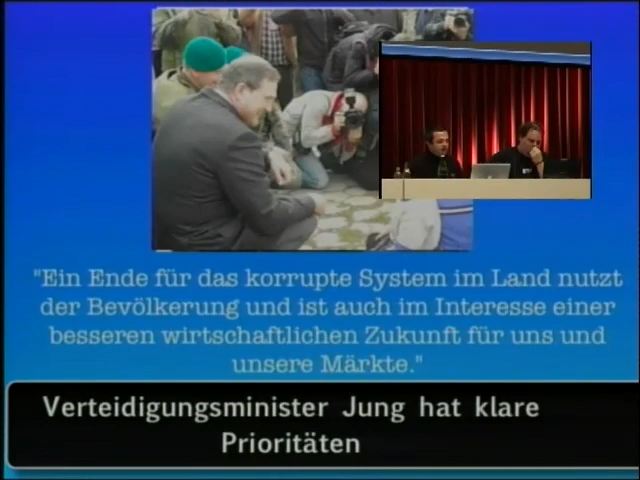 "Ein Ende für das korrupte System im Land nutzt
der Bevölkerung und ist auch im Interesse einer
besseren wirtschaftlichen Zukunft für uns und
unsere Märkte."
Verteidigungsminister Jung hat klare
Prioritäten